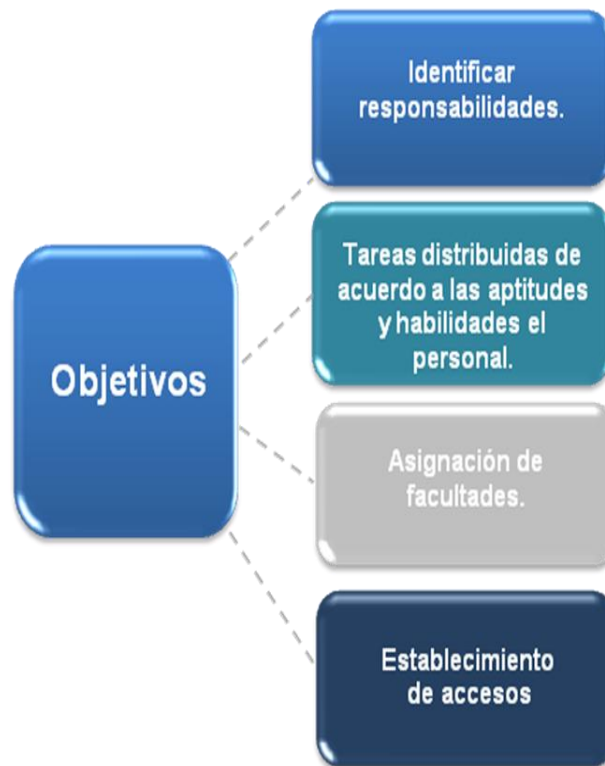 Identificar
responsabilidades.
Tareas distribuidas de
acuerdo a las aptitudes
y habilidades el
personal.
Objetivos
Asignación de
facultades.
Establecimiento
de accesos